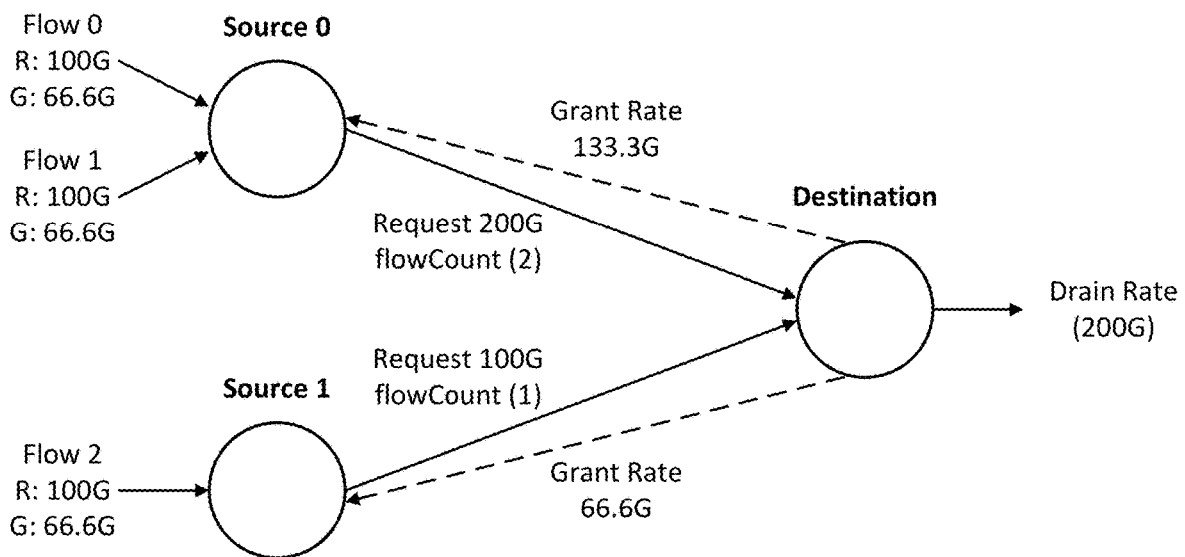 Flow 0
R: 100G
G: 66.6G
Source 0
Flow 1
R: 100G
G: 66.6G
Grant Rate
133.3G
Request 200G
flowCount (2)
Destination
Drain Rate
(200G)
Request 100G
flowCount (1)
Source 1
Flow 2
R: 100G
G: 66.6G
Grant Rate
66.6G